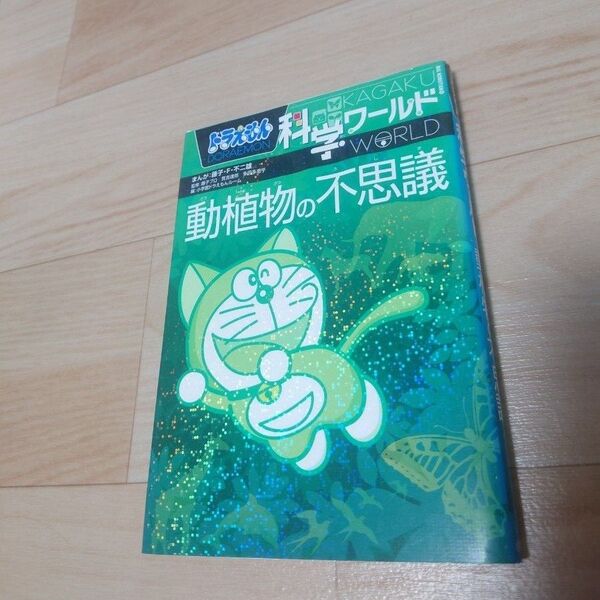 ドラえもん
DORAEMON
科学ワールド
KAGAKU
WORLD
まんが:藤子・F・不二雄
動植物の不思議